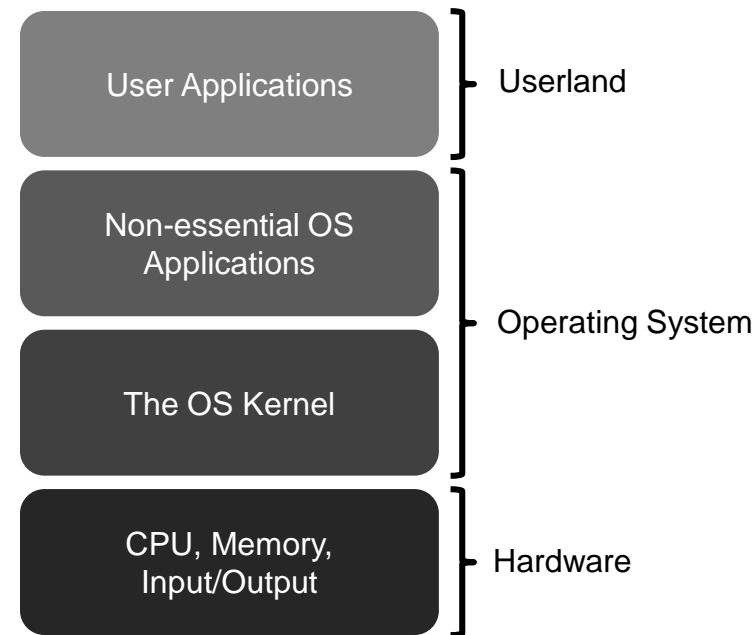 User Applications
Userland
Non-essential OS
Applications
Operating System
The OS Kernel
CPU, Memory,
Input/Output
Hardware